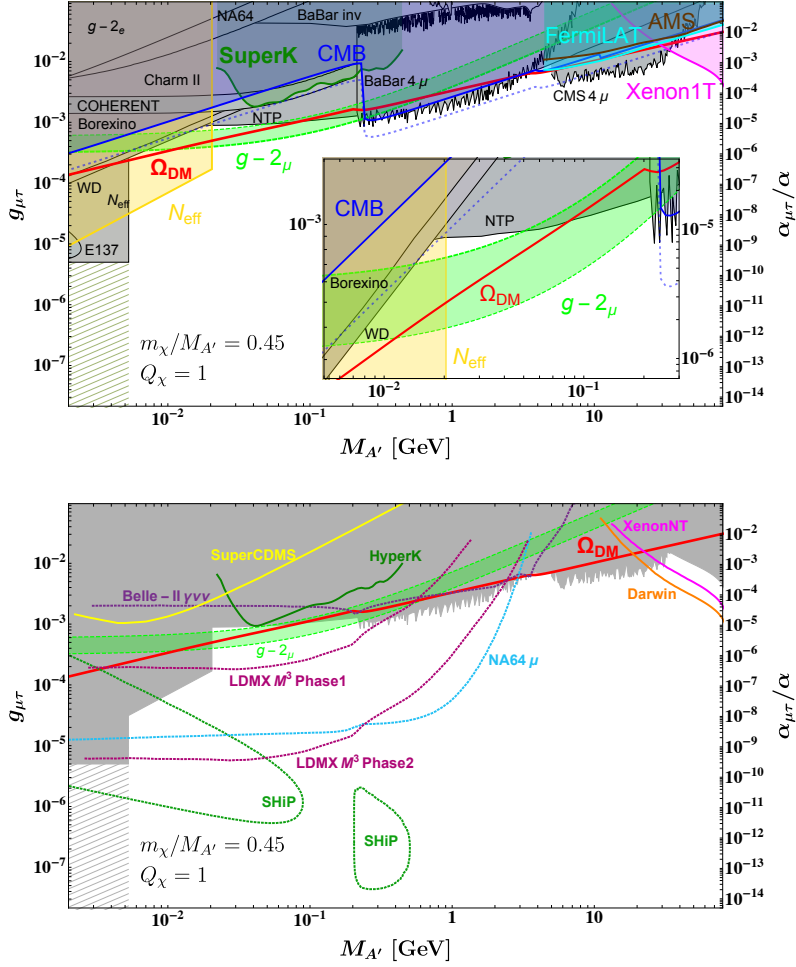 g − 2e NA64 BaBar inv
SuperK CMB FermiLAT AMS
Charm II BaBar 4 μ
COHERENT CMS 4 μ Xenon1T
Borexino NTP
ΩDM g − 2μ
WD
Neff Neff
E137
10^-2
10^-3
10^-4
10^-5
10^-6
10^-7
gμτ
10^-2
10^-3
10^-4
10^-5
10^-6
10^-7
10^-8
10^-9
10^-10
10^-11
10^-12
10^-13
10^-14
αμτ/α
CMB
NTP
10^-3 10^-5
Borexino
ΩDM
g − 2μ
WD
Neff
10^-6
10^-2 10^-1
mχ/MA′ = 0.45
Qχ = 1
10^-2 10^-1 1 10
MA′ [GeV]
XenonNT
SuperCDMS HyperK ΩDM
Belle − II γνν Darwin
g − 2μ
LDMX M³ Phase1 NA64 μ
LDMX M³ Phase2
SHiP
SHiP
10^-2
10^-3
10^-4
10^-5
10^-6
10^-7
gμτ
10^-2
10^-3
10^-4
10^-5
10^-6
10^-7
10^-8
10^-9
10^-10
10^-11
10^-12
10^-13
10^-14
αμτ/α
mχ/MA′ = 0.45
Qχ = 1
10^-2 10^-1 1 10
MA′ [GeV]